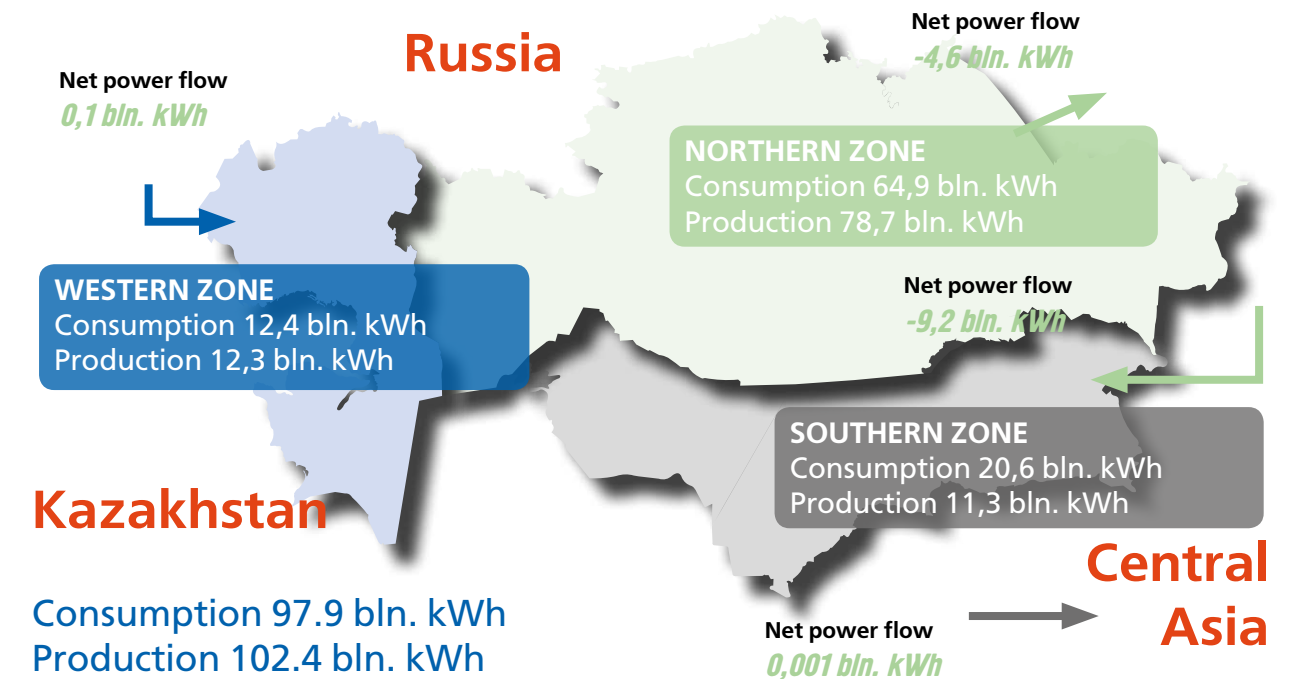 Russia
Net power flow
-4,6 bln. kWh
Net power flow
0,1 bln. kWh
NORTHERN ZONE
Consumption 64,9 bln. kWh
Production 78,7 bln. kWh
WESTERN ZONE
Consumption 12,4 bln. kWh
Production 12,3 bln. kWh
Net power flow
-9,2 bln. kWh
SOUTHERN ZONE
Consumption 20,6 bln. kWh
Production 11,3 bln. kWh
Kazakhstan
Consumption 97.9 bln. kWh
Production 102.4 bln. kWh
Central
Asia
Net power flow
0,001 bln. kWh